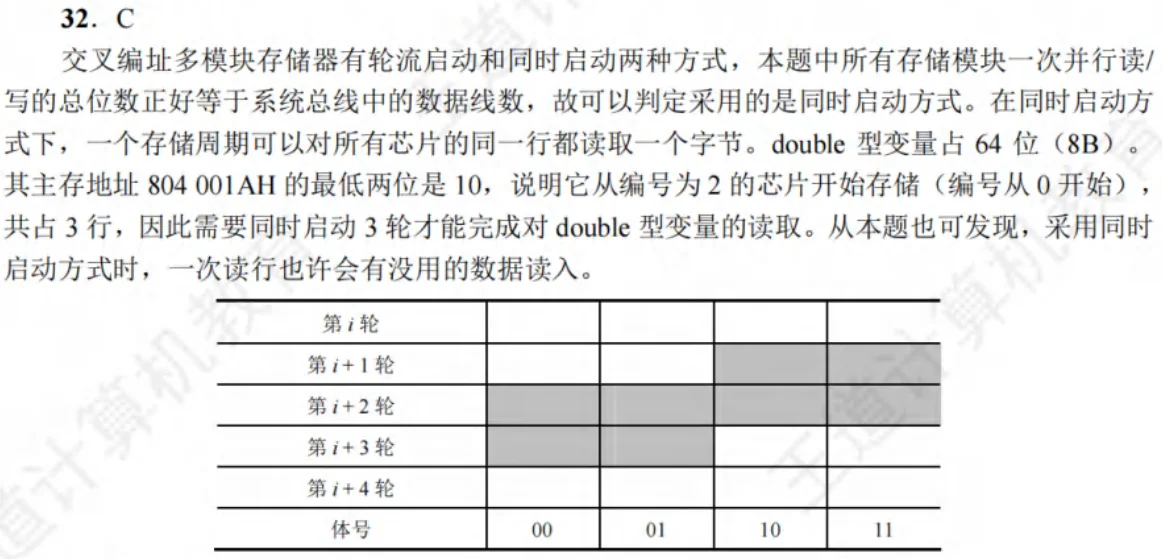 32．C
交叉编址多模块存储器有轮流启动和同时启动两种方式，本题中所有存储模块一次并行读/
写的总位数正好等于系统总线中的数据线数，故可以判定采用的是同时启动方式。在同时启动方
式下，一个存储周期可以对所有芯片的同一行都读取一个字节。double 型变量占 64 位（8B）。
其主存地址 804 001AH 的最低两位是 10，说明它从编号为 2 的芯片开始存储（编号从 0 开始），
共占 3 行，因此需要同时启动 3 轮才能完成对 double 型变量的读取。从本题也可发现，采用同时
启动方式时，一次读行也许会有没用的数据读入。
第 i 轮
第 i + 1 轮
第 i + 2 轮
第 i + 3 轮
第 i + 4 轮
体号 00 01 10 11